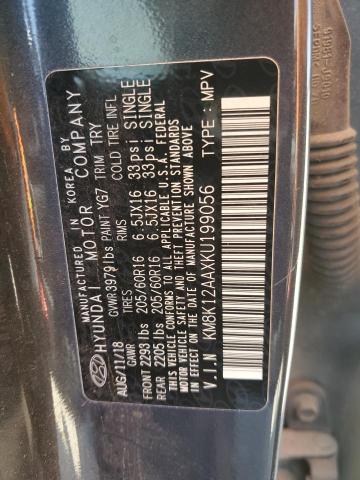 MANUFACTURED IN KOREA BY
HYUNDAI MOTOR COMPANY
AUG/11/18 GVWR 3979lbs PAINT YG7 TRIM TRY
GAWR TIRES RIMS COLD TIRE INFL
FRONT 2293 lbs 205/60R16 6.5JX16 33psi SINGLE
REAR 2205 lbs 205/60R16 6.5JX16 33psi SINGLE
THIS VEHICLE CONFORMS TO ALL APPLICABLE U.S. FEDERAL
MOTOR VEHICLE SAFETY AND THEFT PREVENTION STANDARDS
IN EFFECT ON THE DATE OF MANUFACTURE SHOWN ABOVE.
V.I.N KM8K12AAXKU199056 TYPE: MPV